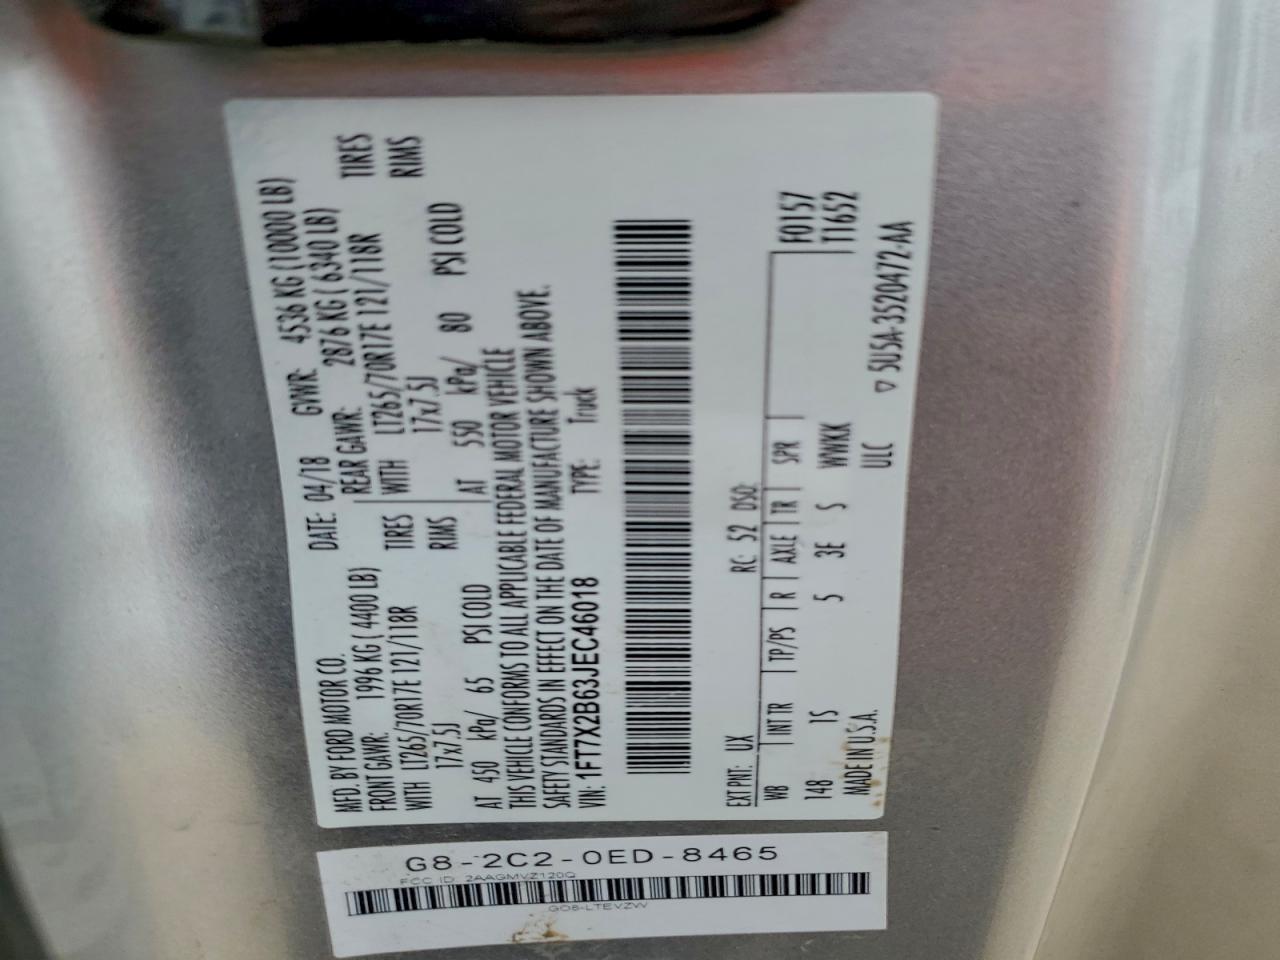 MFD. BY FORD MOTOR CO.
DATE: 04/18 GVWR: 4536 KG (10000 LB)
FRONT GAWR: 1996 KG (4400 LB) REAR GAWR: 2876 KG (6340 LB)
WITH LT265/70R17E 121/118R TIRES WITH LT265/70R17E 121/118R TIRES
17x7.5J RIMS 17x7.5J RIMS
AT 450 kPa/ 65 PSI COLD AT 550 kPa/ 80 PSI COLD
THIS VEHICLE CONFORMS TO ALL APPLICABLE FEDERAL MOTOR VEHICLE
SAFETY STANDARDS IN EFFECT ON THE DATE OF MANUFACTURE SHOWN ABOVE.
VIN: 1FT7X2B63JEC46018 TYPE: Truck
EXT PNT: UX RC: 52 DSO:
WB INT TR TP/PS R AXLE TR SPR F0157
148 1S 5 3E S WWKK T1652
MADE IN U.S.A. ULC
▽ 5U5A-3520472-AA
G8-2C2-0ED-8465
FCC ID: 2AAGMVZ120Q
GO8-LTEVZW